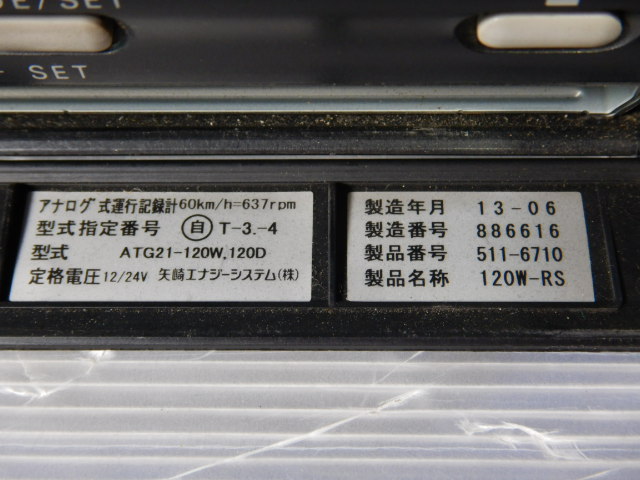 E/SET
SET
アナログ式運行記録計60km/h=637rpm
型式指定番号 自 T-3.-4
型式 ATG21-120W,120D
定格電圧12/24V 矢崎エナジーシステム(株)
製造年月 13-06
製造番号 886616
製品番号 511-6710
製品名称 120W-RS